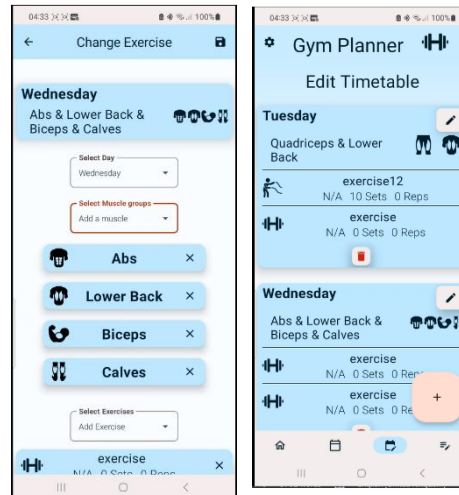 04:33
100%
Change Exercise
Wednesday
Abs & Lower Back &
Biceps & Calves
Select Day
Wednesday
Select Muscle groups
Add a muscle
Abs
Lower Back
Biceps
Calves
Select Exercises
Add Exercise
exercise
N/A 0 Sets 0 Reps
04:33
100%
Gym Planner
Edit Timetable
Tuesday
Quadriceps & Lower
Back
exercise12
N/A 10 Sets 0 Reps
exercise
N/A 0 Sets 0 Reps
Wednesday
Abs & Lower Back &
Biceps & Calves
exercise
N/A 0 Sets 0 Rep
exercise
N/A 0 Sets 0 Re